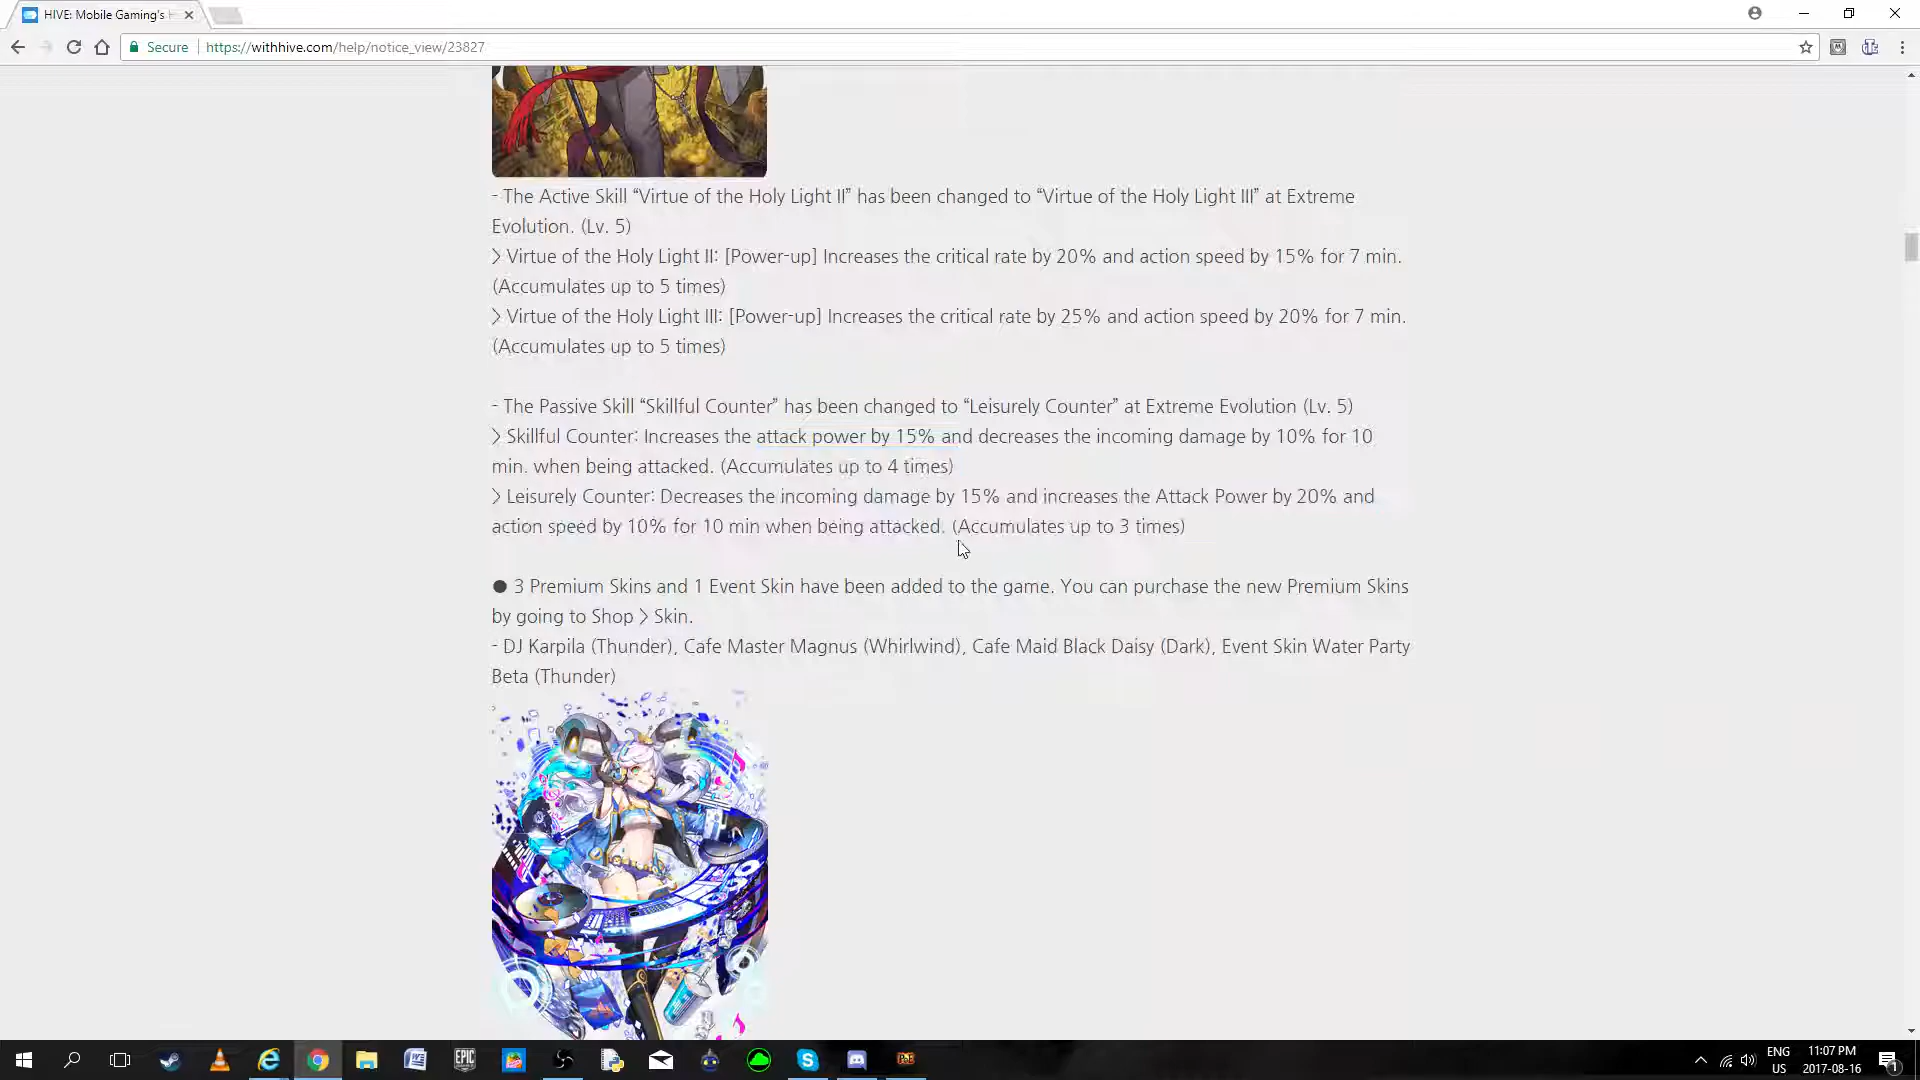 HIVE: Mobile Gaming's H
Secure
https://withhive.com/help/notice_view/23827
- The Active Skill “Virtue of the Holy Light II” has been changed to “Virtue of the Holy Light III” at Extreme
Evolution. (Lv. 5)
> Virtue of the Holy Light II: [Power-up] Increases the critical rate by 20% and action speed by 15% for 7 min.
(Accumulates up to 5 times)
> Virtue of the Holy Light III: [Power-up] Increases the critical rate by 25% and action speed by 20% for 7 min.
(Accumulates up to 5 times)
- The Passive Skill “Skillful Counter” has been changed to “Leisurely Counter” at Extreme Evolution (Lv. 5)
> Skillful Counter: Increases the attack power by 15% and decreases the incoming damage by 10% for 10
min. when being attacked. (Accumulates up to 4 times)
> Leisurely Counter: Decreases the incoming damage by 15% and increases the Attack Power by 20% and
action speed by 10% for 10 min when being attacked. (Accumulates up to 3 times)
● 3 Premium Skins and 1 Event Skin have been added to the game. You can purchase the new Premium Skins
by going to Shop > Skin.
- DJ Karpila (Thunder), Cafe Master Magnus (Whirlwind), Cafe Maid Black Daisy (Dark), Event Skin Water Party
Beta (Thunder)
EPIC
GAMES
PoE
ENG
US
11:07 PM
2017-08-16
1